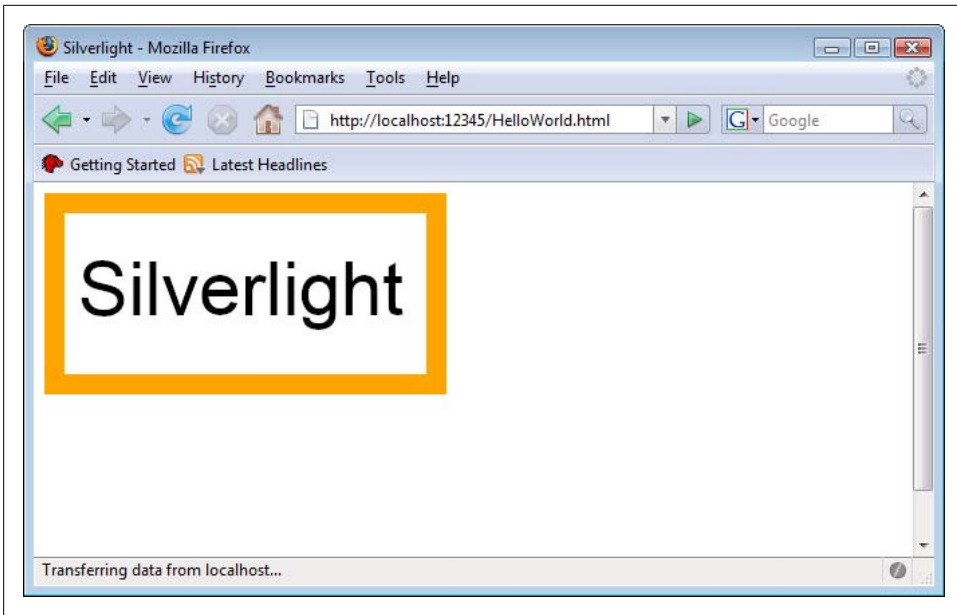 Silverlight - Mozilla Firefox
File Edit View History Bookmarks Tools Help
http://localhost:12345/HelloWorld.html G Google
Getting Started Latest Headlines
Silverlight
Transferring data from localhost...